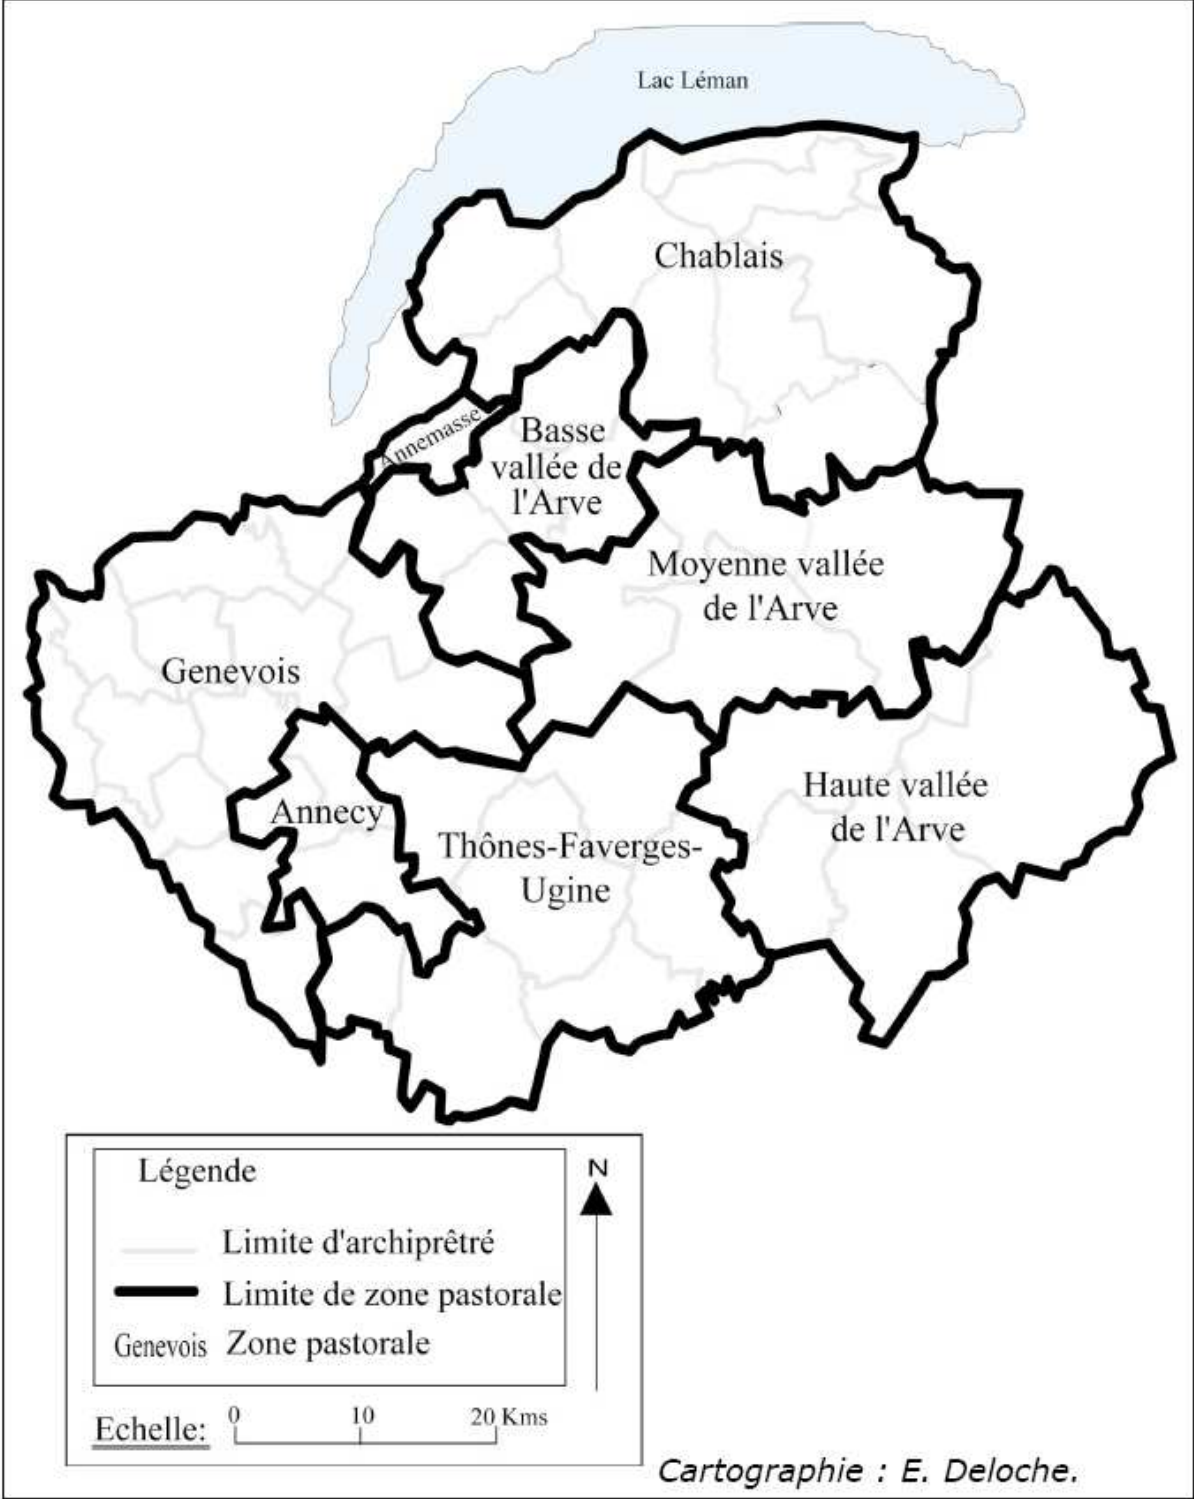 Lac Léman
Chablais
Annemasse
Basse
vallée de
l'Arve
Moyenne vallée
de l'Arve
Genevois
Haute vallée
de l'Arve
Annecy
Thônes-Faverges-
Ugine
Légende
N
Limite d'archiprêtré
Limite de zone pastorale
Genevois Zone pastorale
Echelle: 0 10 20 Kms
Cartographie : E. Deloche.